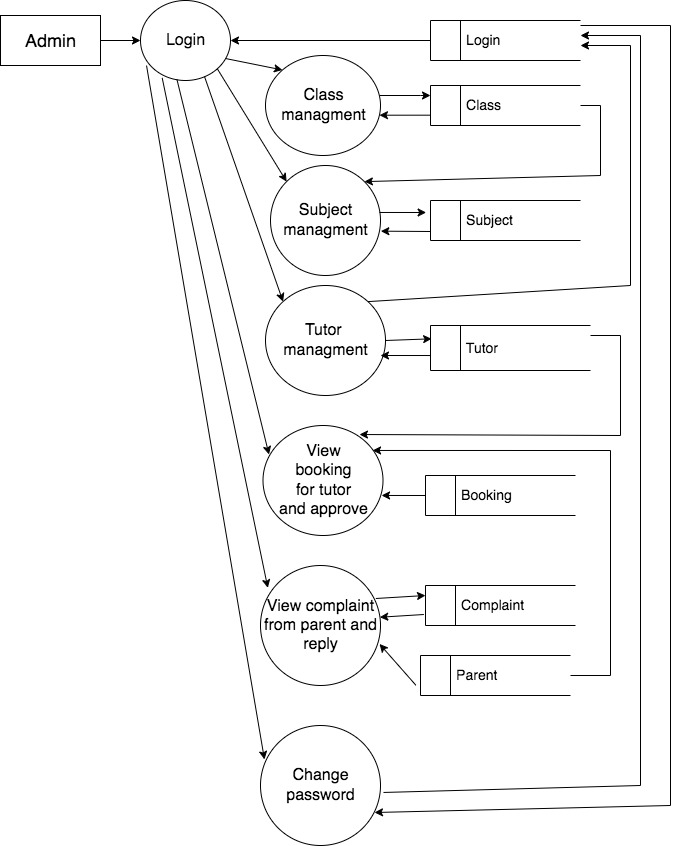 Admin
Login
Login
Class
managment
Class
Subject
managment
Subject
Tutor
managment
Tutor
View
booking
for tutor
and approve
Booking
View complaint
from parent and
reply
Complaint
Parent
Change
password